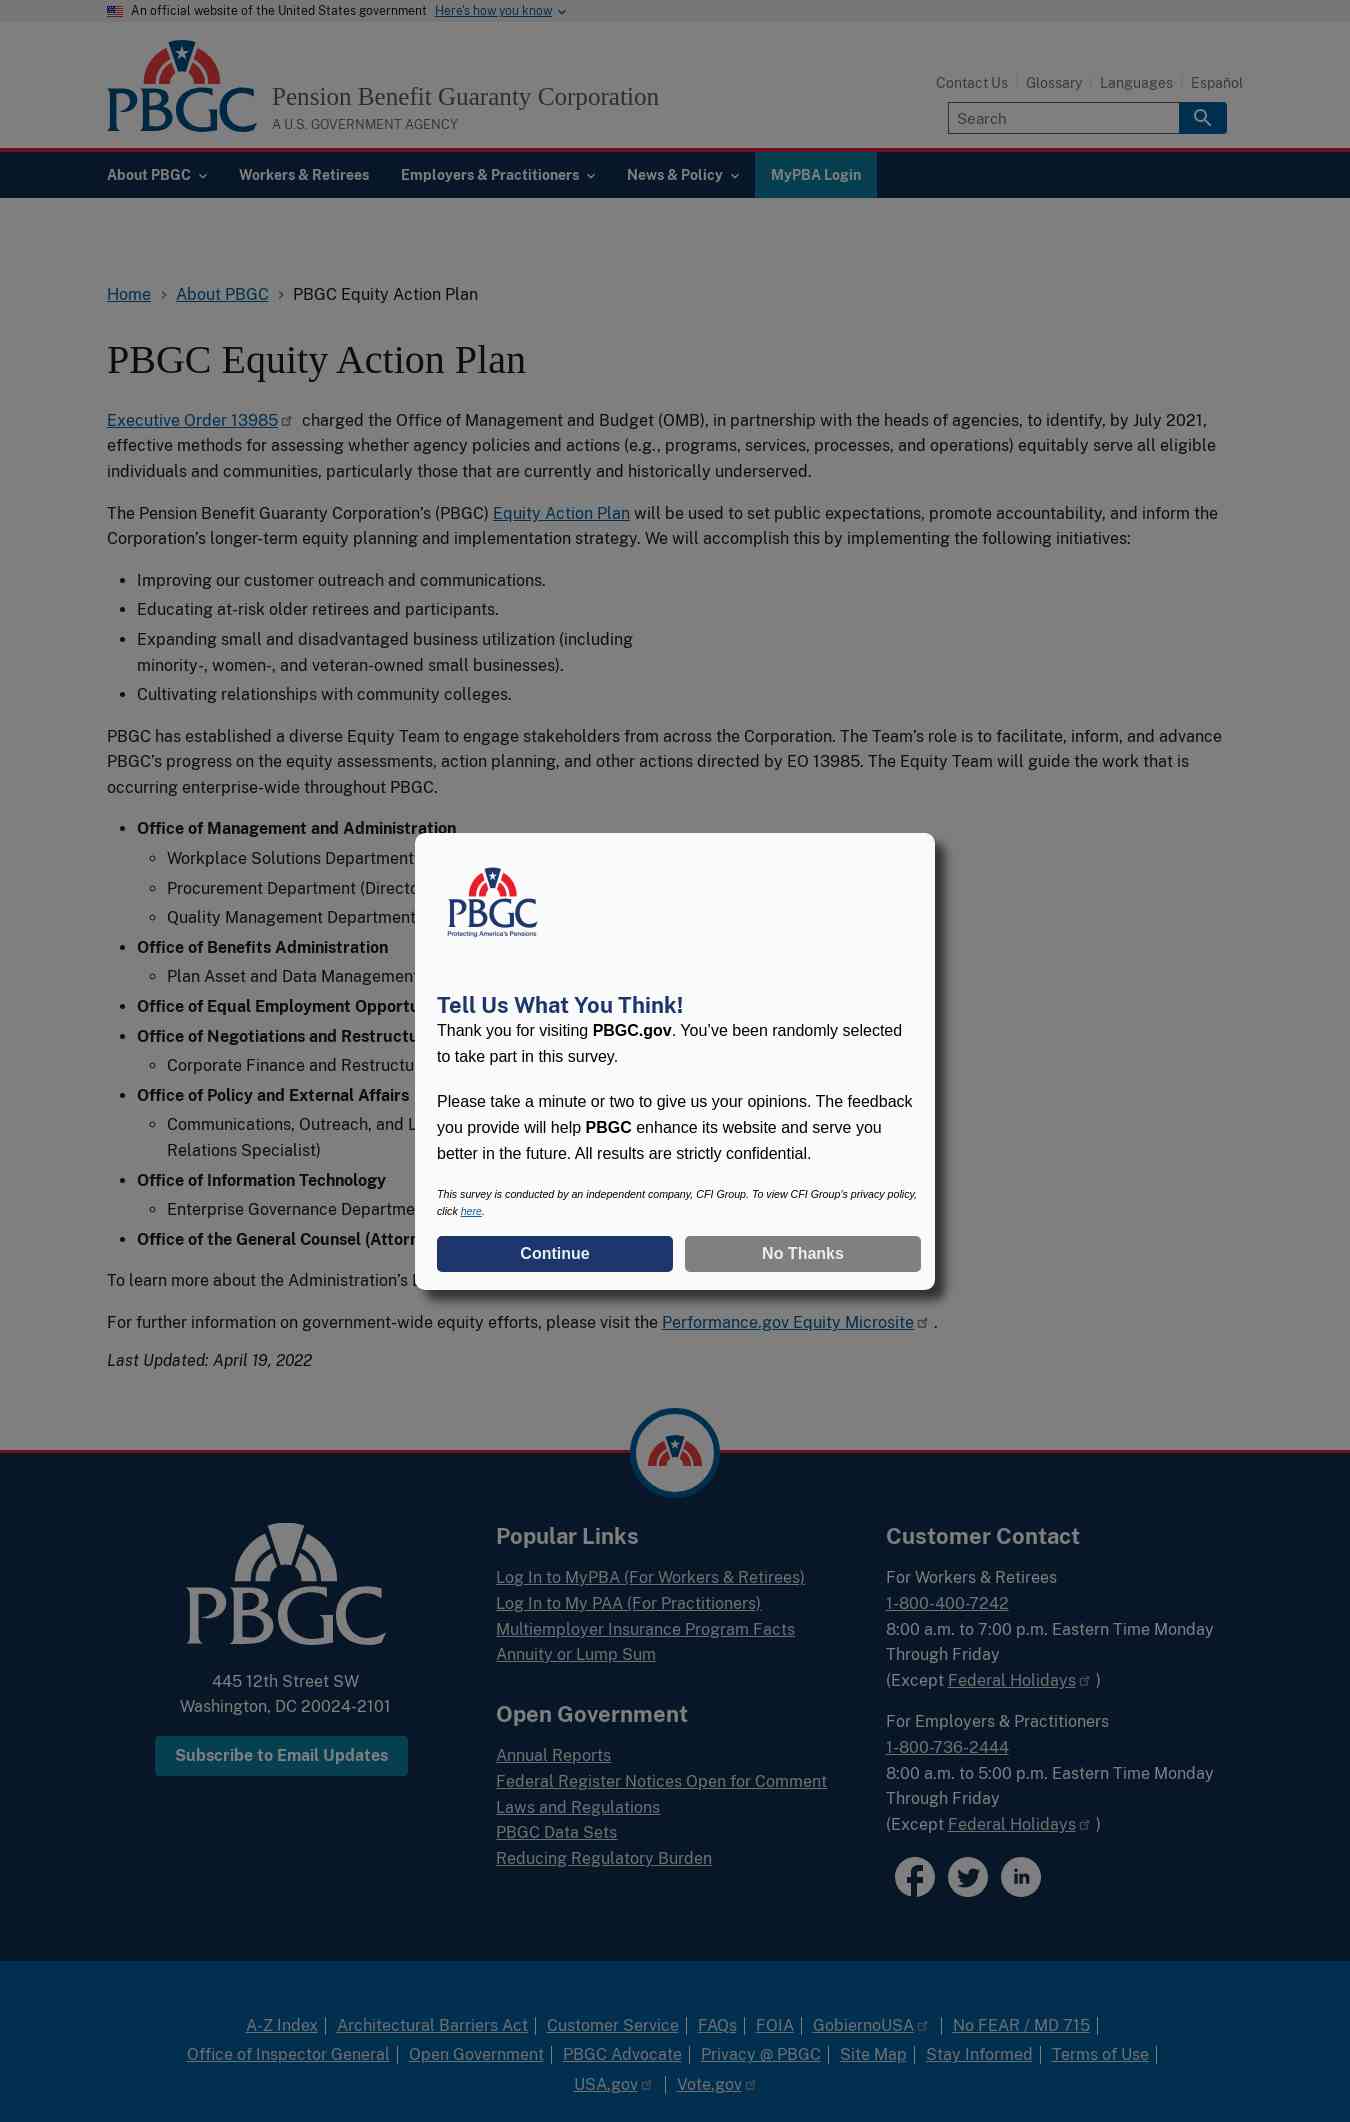 An official website of the United States government Here's how you know
PBGC
Pension Benefit Guaranty Corporation
A U.S. GOVERNMENT AGENCY
Contact Us Glossary Languages Español
Search
About PBGC Workers & Retirees Employers & Practitioners News & Policy MyPBA Login
Home About PBGC PBGC Equity Action Plan
PBGC Equity Action Plan
Executive Order 13985 charged the Office of Management and Budget (OMB), in partnership with the heads of agencies, to identify, by July 2021,
effective methods for assessing whether agency policies and actions (e.g., programs, services, processes, and operations) equitably serve all eligible
individuals and communities, particularly those that are currently and historically underserved.
The Pension Benefit Guaranty Corporation's (PBGC) Equity Action Plan will be used to set public expectations, promote accountability, and inform the
Corporation's longer-term equity planning and implementation strategy. We will accomplish this by implementing the following initiatives:
• Improving our customer outreach and communications.
• Educating at-risk older retirees and participants.
• Expanding small and disadvantaged business utilization (including
minority-, women-, and veteran-owned small businesses).
• Cultivating relationships with community colleges.
PBGC has established a diverse Equity Team to engage stakeholders from across the Corporation. The Team's role is to facilitate, inform, and advance
PBGC's progress on the equity assessments, action planning, and other actions directed by EO 13985. The Equity Team will guide the work that is
occurring enterprise-wide throughout PBGC.
• Office of Management and Administration
Workplace Solutions Department
Procurement Department
Quality Management Department
• Office of Benefits Administration
Plan Asset and Data Management
• Office of Equal Employment
• Office of Negotiations and
Corporate Finance and
• Office of Policy and External Affairs
Communications, Outreach, and
Relations Specialist)
• Office of Information Technology
Enterprise Governance
• Office of the General Counsel
To learn more about the Administration's
For further information on government-wide equity efforts, please visit the Performance.gov Equity Microsite .
Last Updated: April 19, 2022
PBGC
Protecting America's Pensions
Tell Us What You Think!
Thank you for visiting PBGC.gov. You've been randomly selected
to take part in this survey.
Please take a minute or two to give us your opinions. The feedback
you provide will help PBGC enhance its website and serve you
better in the future. All results are strictly confidential.
This survey is conducted by an independent company, CFI Group. To view CFI Group's privacy policy,
click here.
Continue No Thanks
PBGC
445 12th Street SW
Washington, DC 20024-2101
Subscribe to Email Updates
Popular Links
Log In to MyPBA (For Workers & Retirees)
Log In to My PAA (For Practitioners)
Multiemployer Insurance Program Facts
Annuity or Lump Sum
Open Government
Annual Reports
Federal Register Notices Open for Comment
Laws and Regulations
PBGC Data Sets
Reducing Regulatory Burden
Customer Contact
For Workers & Retirees
1-800-400-7242
8:00 a.m. to 7:00 p.m. Eastern Time Monday
Through Friday
(Except Federal Holidays )
For Employers & Practitioners
1-800-736-2444
8:00 a.m. to 5:00 p.m. Eastern Time Monday
Through Friday
(Except Federal Holidays )
A-Z Index | Architectural Barriers Act | Customer Service | FAQs | FOIA | GobiernoUSA | No FEAR / MD 715 |
Office of Inspector General | Open Government | PBGC Advocate | Privacy @ PBGC | Site Map | Stay Informed | Terms of Use |
USA.gov | Vote.gov